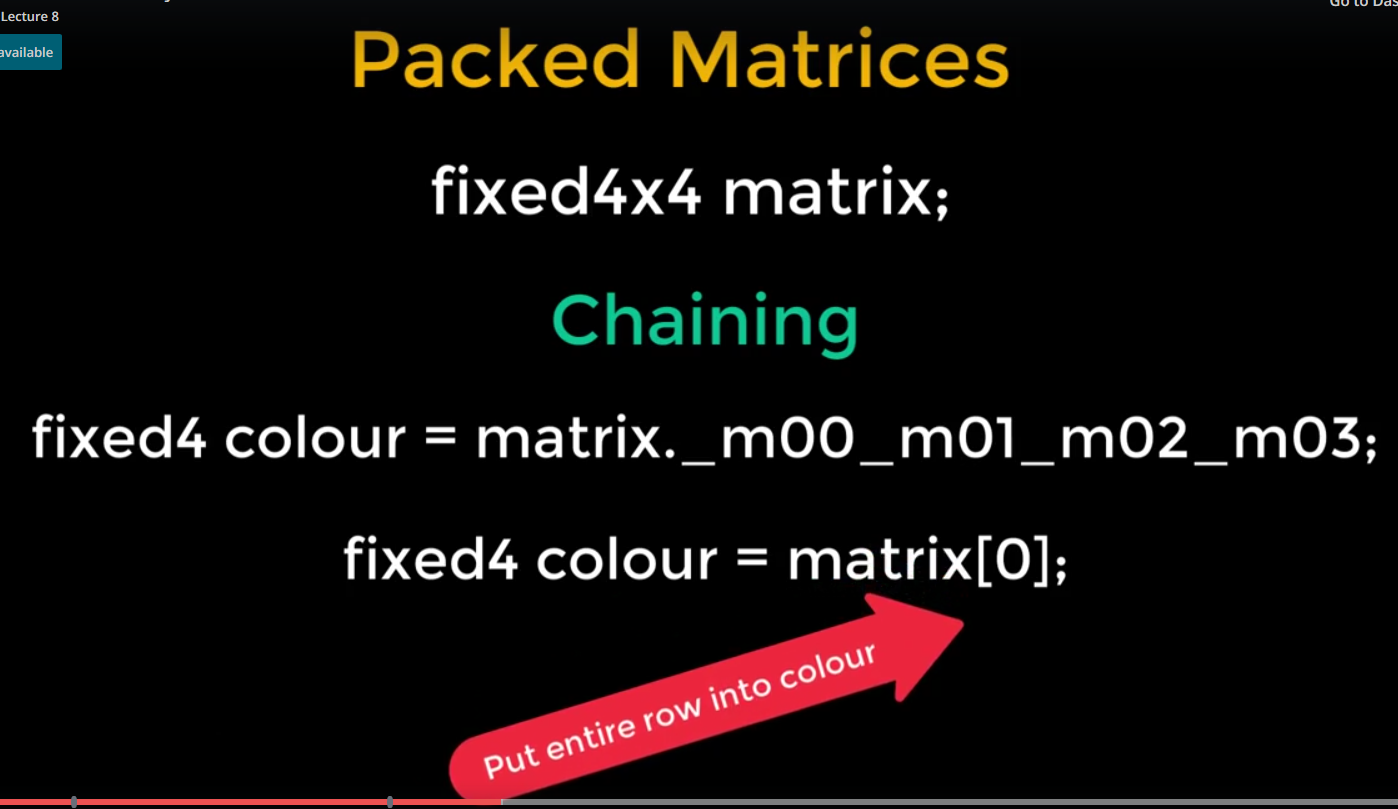 Lecture 8
Go to Das
available
Packed Matrices
fixed4x4 matrix;
Chaining
fixed4 colour = matrix._m00_m01_m02_m03;
fixed4 colour = matrix[0];
Put entire row into colour